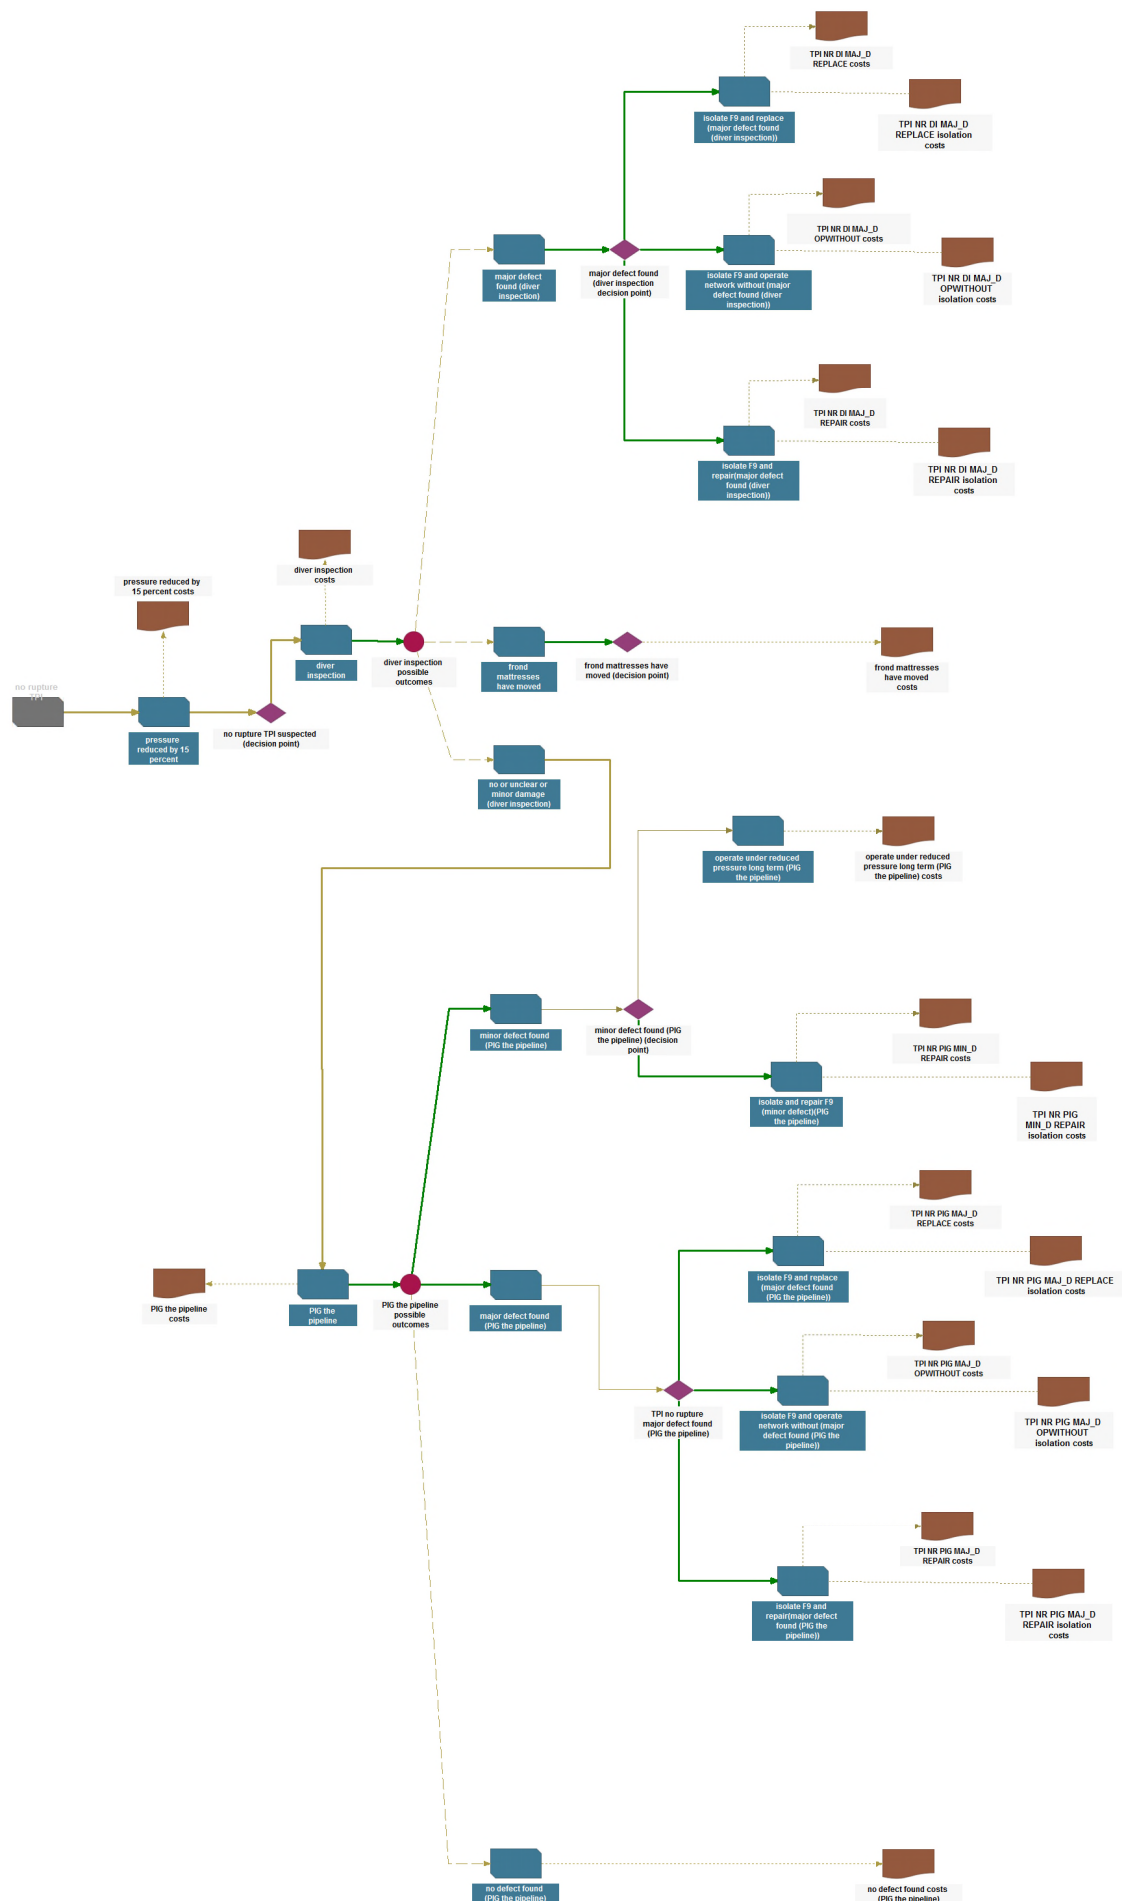 TPI NR DI MAJ_D
REPLACE costs
isolate F9 and replace
(major defect found
(diver inspection))
TPI NR DI MAJ_D
REPLACE isolation
costs
TPI NR DI MAJ_D
OPWITHOUT costs
major defect
found (diver
inspection)
major defect found
(diver inspection
decision point)
isolate F9 and operate
network without (major
defect found (diver
inspection))
TPI NR DI MAJ_D
OPWITHOUT
isolation costs
TPI NR DI MAJ_D
REPAIR costs
isolate F9 and
repair(major defect
found (diver
inspection))
TPI NR DI MAJ_D
REPAIR isolation
costs
diver inspection
costs
pressure reduced by
15 percent costs
diver
inspection
diver inspection
possible
outcomes
frond
mattresses
have moved
frond mattresses have
moved (decision point)
frond mattresses
have moved
costs
no rupture
TPI
pressure
reduced by 15
percent
no rupture TPI suspected
(decision point)
no or unclear or
minor damage
(diver inspection)
operate under reduced
pressure long term (PIG
the pipeline)
operate under reduced
pressure long term (PIG
the pipeline) costs
minor defect found
(PIG the pipeline)
minor defect found (PIG
the pipeline) (decision
point)
TPI NR PIG MIN_D
REPAIR costs
isolate and repair F9
(minor defect)(PIG
the pipeline)
TPI NR PIG
MIN_D REPAIR
isolation costs
TPI NR PIG MAJ_D
REPLACE costs
isolate F9 and replace
(major defect found
(PIG the pipeline))
TPI NR PIG MAJ_D REPLACE
isolation costs
PIG the pipeline
costs
PIG the
pipeline
PIG the pipeline
possible
outcomes
major defect found
(PIG the pipeline)
TPI NR PIG MAJ_D
OPWITHOUT costs
TPI no rupture
major defect found
(PIG the pipeline)
isolate F9 and operate
network without (major
defect found (PIG the
pipeline))
TPI NR PIG MAJ_D
OPWITHOUT
isolation costs
TPI NR PIG MAJ_D
REPAIR costs
isolate F9 and
repair(major defect
found (PIG the
pipeline))
TPI NR PIG MAJ_D
REPAIR isolation
costs
no defect found
(PIG the pipeline)
no defect found costs
(PIG the pipeline)